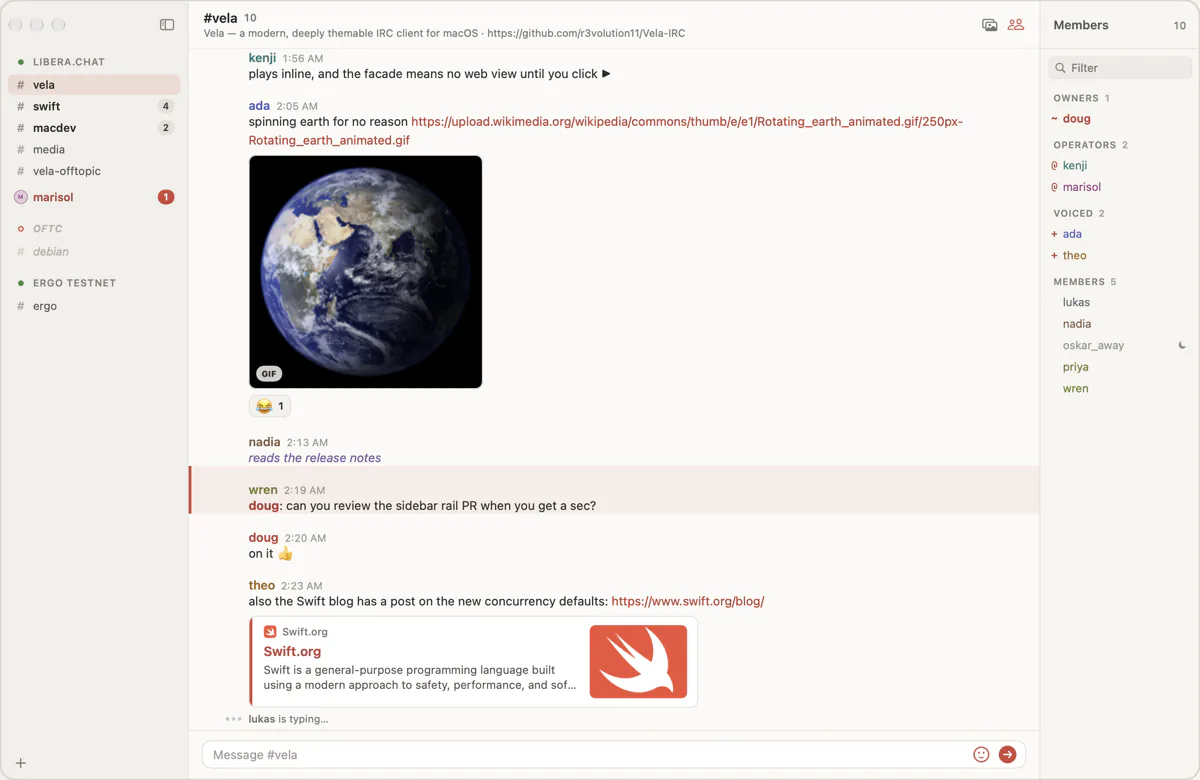 LIBERA.CHAT
# vela
# swift 4
# macdev 2
# media
# vela-offtopic
M marisol 1
OFTC
# debian
ERGO TESTNET
# ergo
+
#vela 10
Vela — a modern, deeply themable IRC client for macOS · https://github.com/r3volution11/Vela-IRC
kenji 1:56 AM
plays inline, and the facade means no web view until you click ▶
ada 2:05 AM
spinning earth for no reason https://upload.wikimedia.org/wikipedia/commons/thumb/e/e1/Rotating_earth_animated.gif/250px-
Rotating_earth_animated.gif
GIF
😂 1
nadia 2:13 AM
reads the release notes
wren 2:19 AM
doug: can you review the sidebar rail PR when you get a sec?
doug 2:20 AM
on it 👍
theo 2:23 AM
also the Swift blog has a post on the new concurrency defaults: https://www.swift.org/blog/
Swift.org
Swift.org
Swift is a general-purpose programming language built
using a modern approach to safety, performance, and sof…
lukas is typing…
Message #vela
Members 10
Filter
OWNERS 1
~ doug
OPERATORS 2
@ kenji
@ marisol
VOICED 2
+ ada
+ theo
MEMBERS 5
lukas
nadia
oskar_away
priya
wren